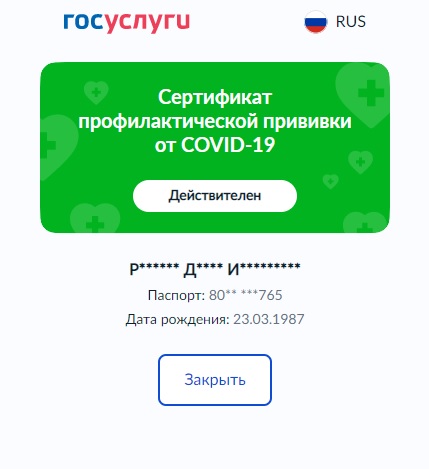 госуслуги
RUS
Сертификат
профилактической прививки
от COVID-19
Действителен
Р****** Д**** И*********
Паспорт: 80** ***765
Дата рождения: 23.03.1987
Закрыть